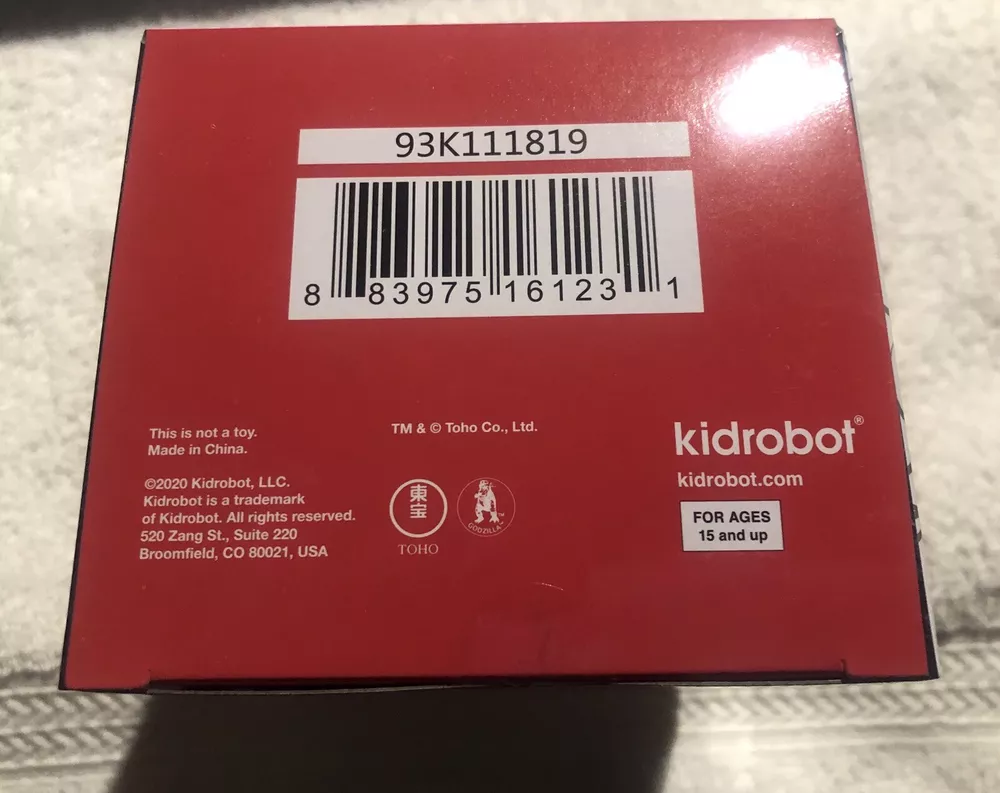 93K111819
8 83975 16123 1
This is not a toy.
Made in China.
©2020 Kidrobot, LLC.
Kidrobot is a trademark
of Kidrobot. All rights reserved.
520 Zang St., Suite 220
Broomfield, CO 80021, USA
TM & © Toho Co., Ltd.
東宝
TOHO
GODZILLA™
kidrobot®
kidrobot.com
FOR AGES
15 and up